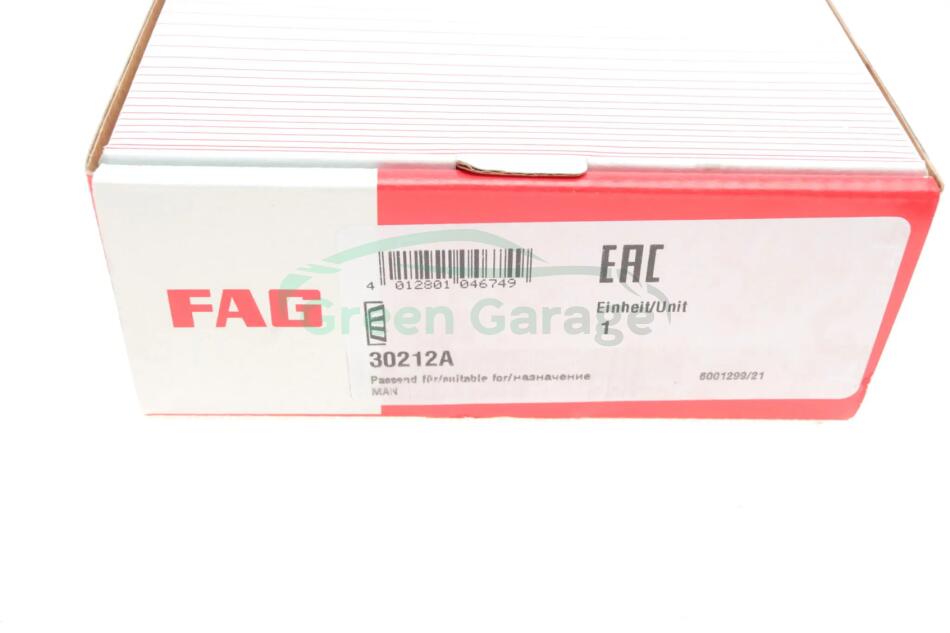 FAG
4 012801 046749
EAC
Einheit/Unit
1
Green Garage
30212A
Passend für/suitable for/назначение
MAN
6001299/21